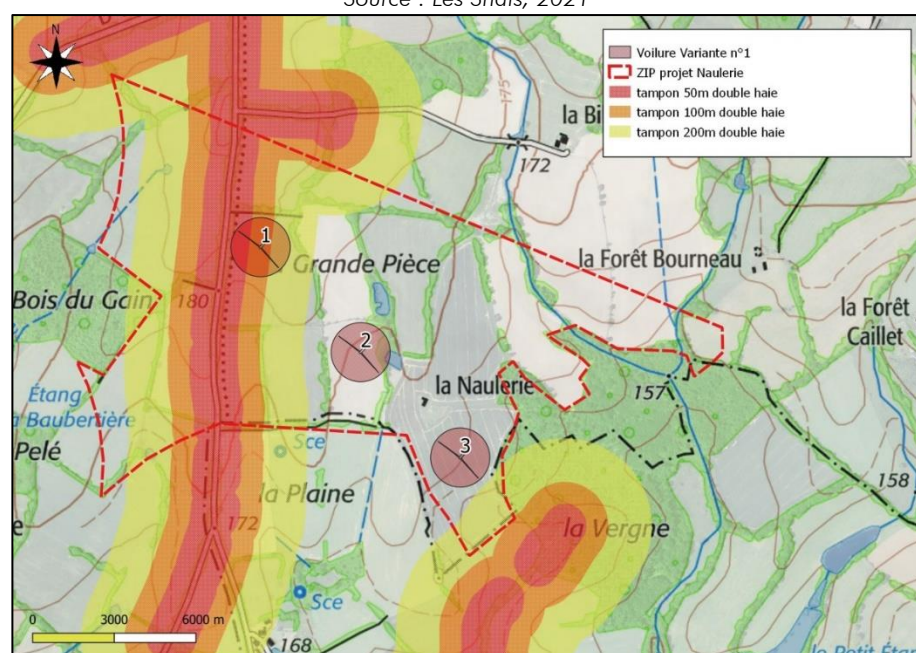 Source : Les Snats, 2021
N
Voilure Variante n°1
ZIP projet Naulerie
tampon 50m double haie
tampon 100m double haie
tampon 200m double haie
175
la Bi
172
1
Grande Pièce
la Forêt Bourneau
Bois du Gain
180
la Forêt
Caillet
2
la Naulerie
157
Étang
a Baubertière
Pelé
Sce
3
158
la Plaine
e
172
la Vergne
Sce
0 3000 6000 m
168
le Petit Étan